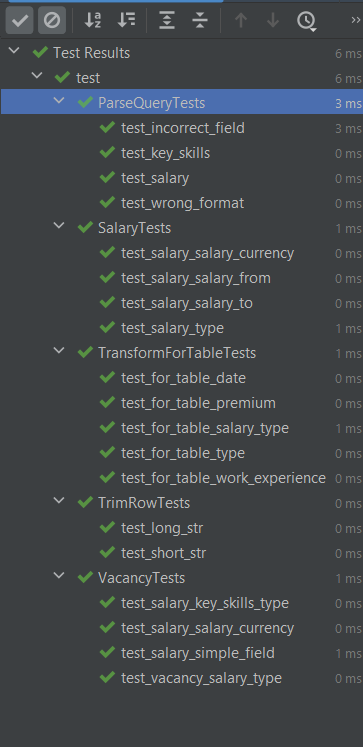 Test Results 6 ms
test 6 ms
ParseQueryTests 3 ms
test_incorrect_field 3 ms
test_key_skills 0 ms
test_salary 0 ms
test_wrong_format 0 ms
SalaryTests 1 ms
test_salary_salary_currency 0 ms
test_salary_salary_from 0 ms
test_salary_salary_to 0 ms
test_salary_type 1 ms
TransformForTableTests 1 ms
test_for_table_date 0 ms
test_for_table_premium 0 ms
test_for_table_salary_type 1 ms
test_for_table_type 0 ms
test_for_table_work_experience 0 ms
TrimRowTests 0 ms
test_long_str 0 ms
test_short_str 0 ms
VacancyTests 1 ms
test_salary_key_skills_type 0 ms
test_salary_salary_currency 0 ms
test_salary_simple_field 1 ms
test_vacancy_salary_type 0 ms